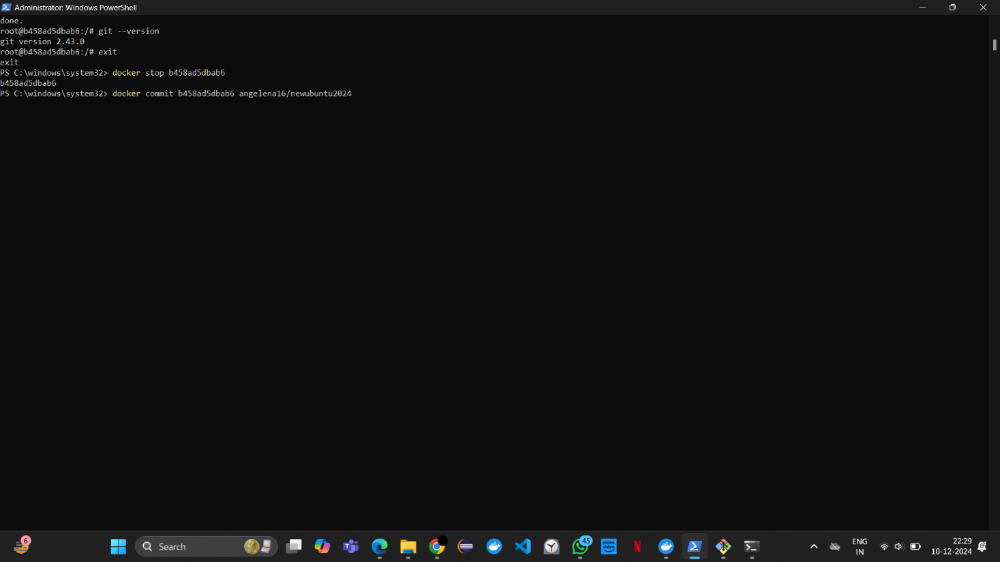 Administrator: Windows PowerShell
done.
root@b458ad5dbab6:/# git --version
git version 2.43.0
root@b458ad5dbab6:/# exit
exit
PS C:\windows\system32> docker stop b458ad5dbab6
b458ad5dbab6
PS C:\windows\system32> docker commit b458ad5dbab6 angelena16/newubuntu2024
6
Search
45
prime video
N
ENG
IN
22:29
10-12-2024